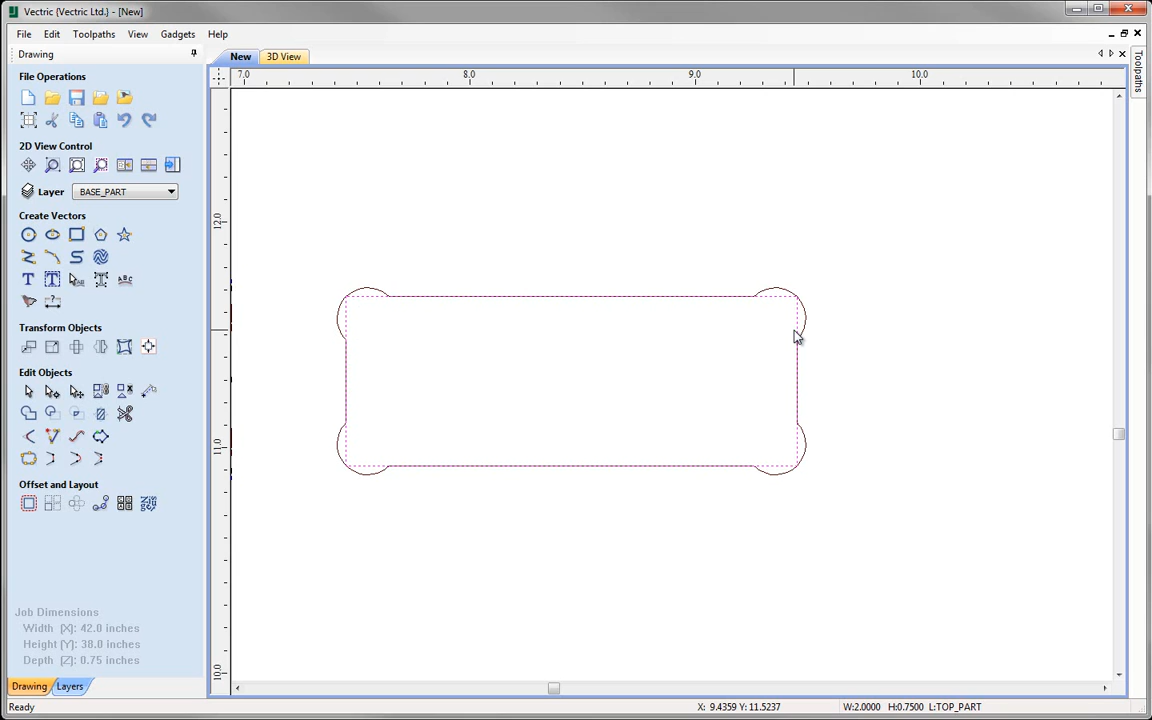 Vectric {Vectric Ltd.} - [New]
File Edit Toolpaths View Gadgets Help
Drawing
New 3D View
File Operations
7.0 8.0 9.0 10.0
2D View Control
Layer BASE_PART
Create Vectors
12.0
Transform Objects
Edit Objects
11.0
Offset and Layout
Job Dimensions
Width [X]: 42.0 inches
Height [Y]: 38.0 inches
Depth [Z]: 0.75 inches
10.0
Drawing Layers
Toolpaths
Ready X: 9.4359 Y: 11.5237 W:2.0000 H:0.7500 L:TOP_PART